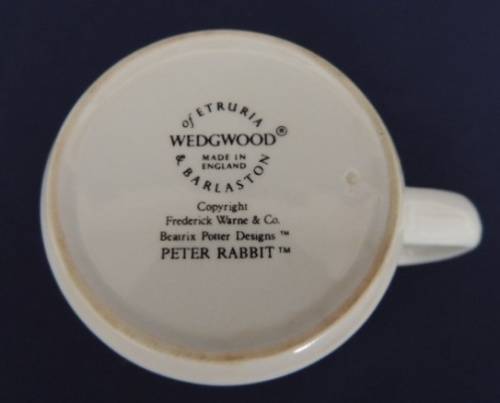 of ETRURIA
WEDGWOOD®
MADE IN
ENGLAND
& BARLASTON
Copyright
Frederick Warne & Co.
Beatrix Potter Designs ™
PETER RABBIT ™